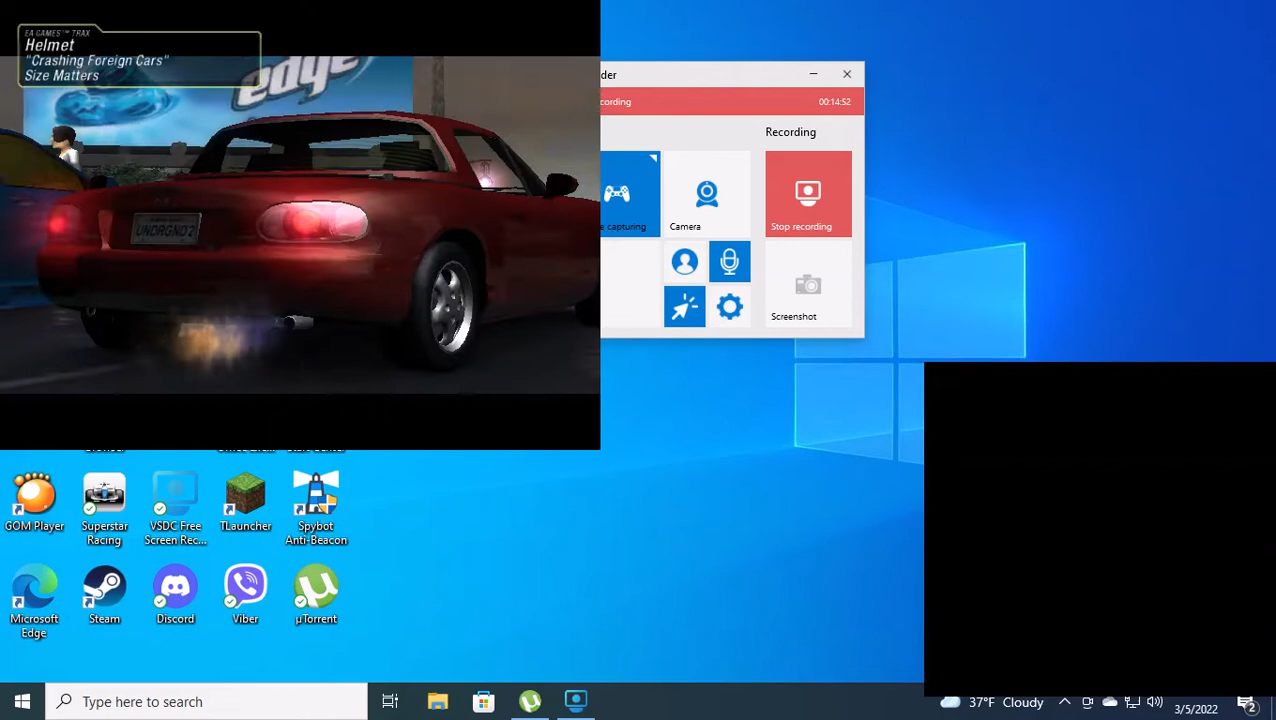 EA GAMES™ TRAX
Helmet
"Crashing Foreign Cars"
Size Matters
edge
UNDRGND2
der
cording
00:14:52
Recording
e capturing
Camera
Stop recording
Screenshot
GOM Player
Superstar Racing
VSDC Free Screen Rec...
TLauncher
Spybot Anti-Beacon
Microsoft Edge
Steam
Discord
Viber
µTorrent
Type here to search
37°F Cloudy
3/5/2022
2